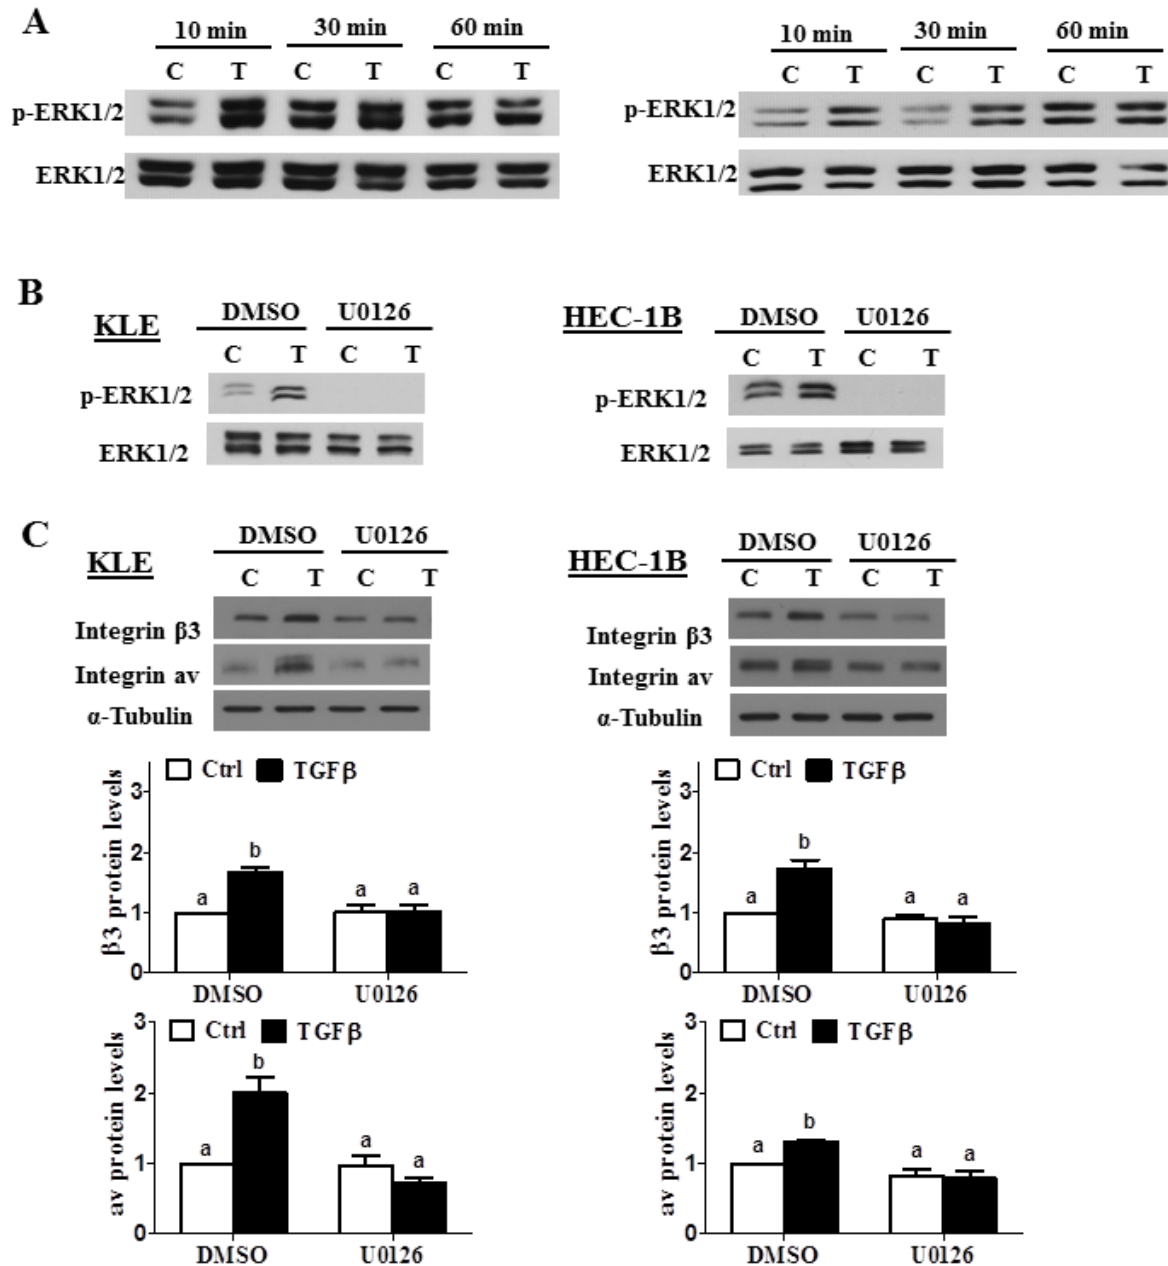 A
10 min 30 min 60 min
C T C T C T
p-ERK1/2
ERK1/2
10 min 30 min 60 min
C T C T C T
p-ERK1/2
ERK1/2
B
KLE
DMSO U0126
C T C T
p-ERK1/2
ERK1/2
HEC-1B
DMSO U0126
C T C T
p-ERK1/2
ERK1/2
C
KLE
DMSO U0126
C T C T
Integrin β3
Integrin av
α-Tubulin
HEC-1B
DMSO U0126
C T C T
Integrin β3
Integrin av
α-Tubulin
Ctrl TGFβ
β3 protein levels
3
2
1
0
a b a a
DMSO U0126
Ctrl TGFβ
β3 protein levels
3
2
1
0
a b a a
DMSO U0126
Ctrl TGFβ
av protein levels
3
2
1
0
a b a a
DMSO U0126
Ctrl TGFβ
av protein levels
3
2
1
0
a b a a
DMSO U0126